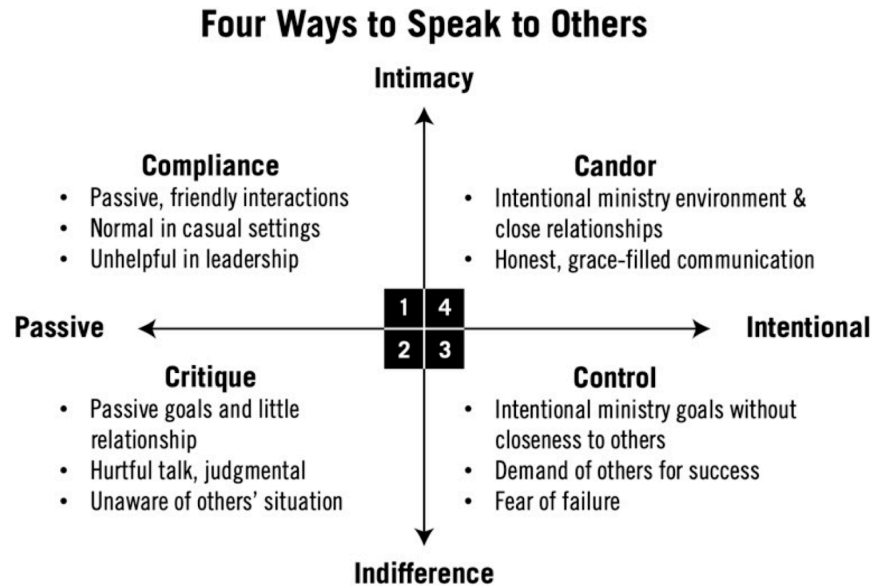 Four Ways to Speak to Others
Intimacy
Compliance
• Passive, friendly interactions
• Normal in casual settings
• Unhelpful in leadership
Candor
• Intentional ministry environment &
close relationships
• Honest, grace-filled communication
1 4
Passive
Intentional
2 3
Critique
• Passive goals and little
relationship
• Hurtful talk, judgmental
• Unaware of others’ situation
Control
• Intentional ministry goals without
closeness to others
• Demand of others for success
• Fear of failure
Indifference